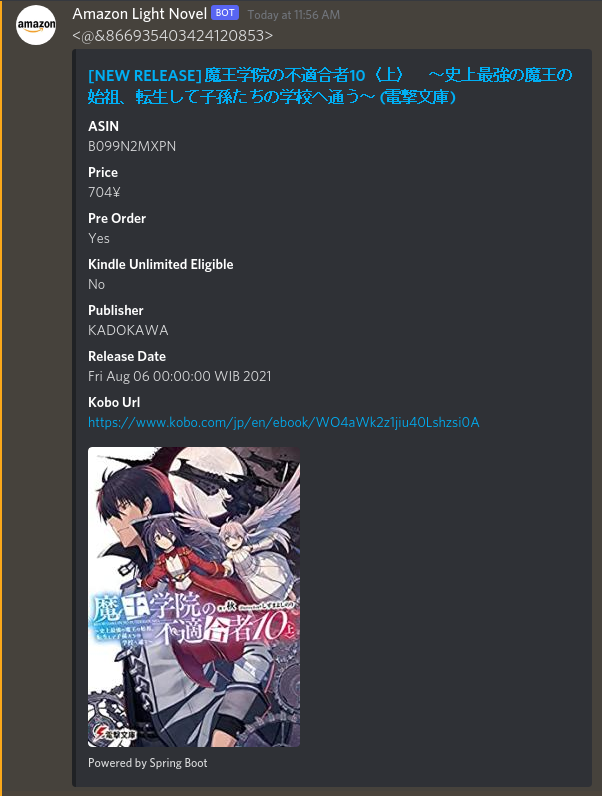 amazon
Amazon Light Novel BOT Today at 11:56 AM
<@&866935403424120853>
[NEW RELEASE] 魔王学院の不適合者10〈上〉　～史上最強の魔王の
始祖、転生して子孫たちの学校へ通う～ (電撃文庫)
ASIN
B099N2MXPN
Price
704¥
Pre Order
Yes
Kindle Unlimited Eligible
No
Publisher
KADOKAWA
Release Date
Fri Aug 06 00:00:00 WIB 2021
Kobo Url
https://www.kobo.com/jp/en/ebook/WO4aWk2z1jiu40Lshzsi0A
秋
しずまよしのり
魔王学院の
～史上最強の魔王の始祖、
転生して子孫たちの
学校へ通う～
不適合者10上
電撃文庫
Powered by Spring Boot